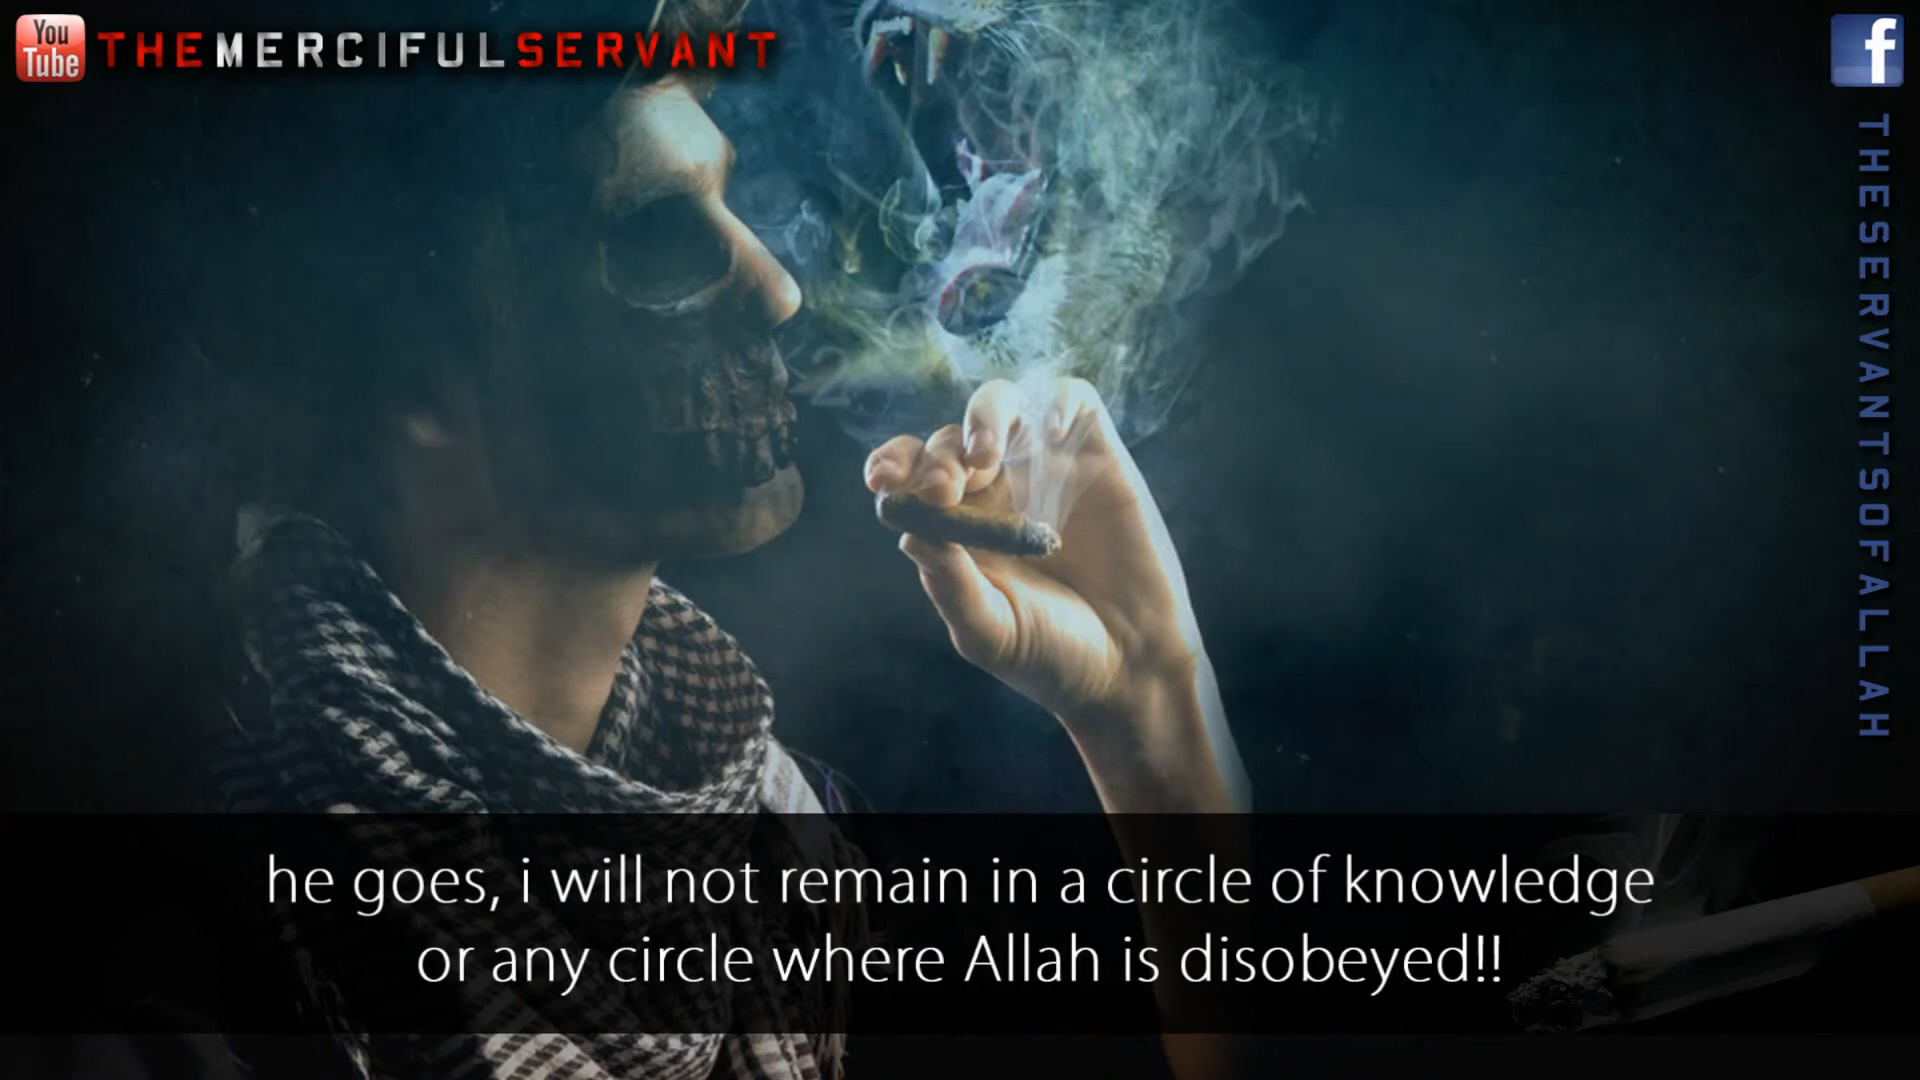 You
Tube
THEMERCIFULSERVANT
f
THESERVANTSOFALLAH
he goes, i will not remain in a circle of knowledge
or any circle where Allah is disobeyed!!